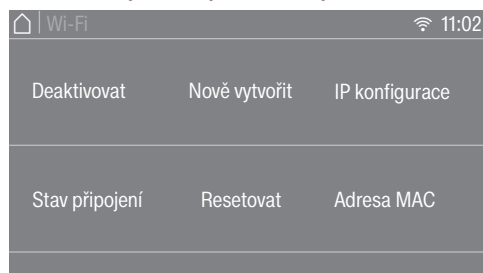 Wi-Fi 11:02
Deaktivovat Nově vytvořit IP konfigurace
Stav připojení Resetovat Adresa MAC